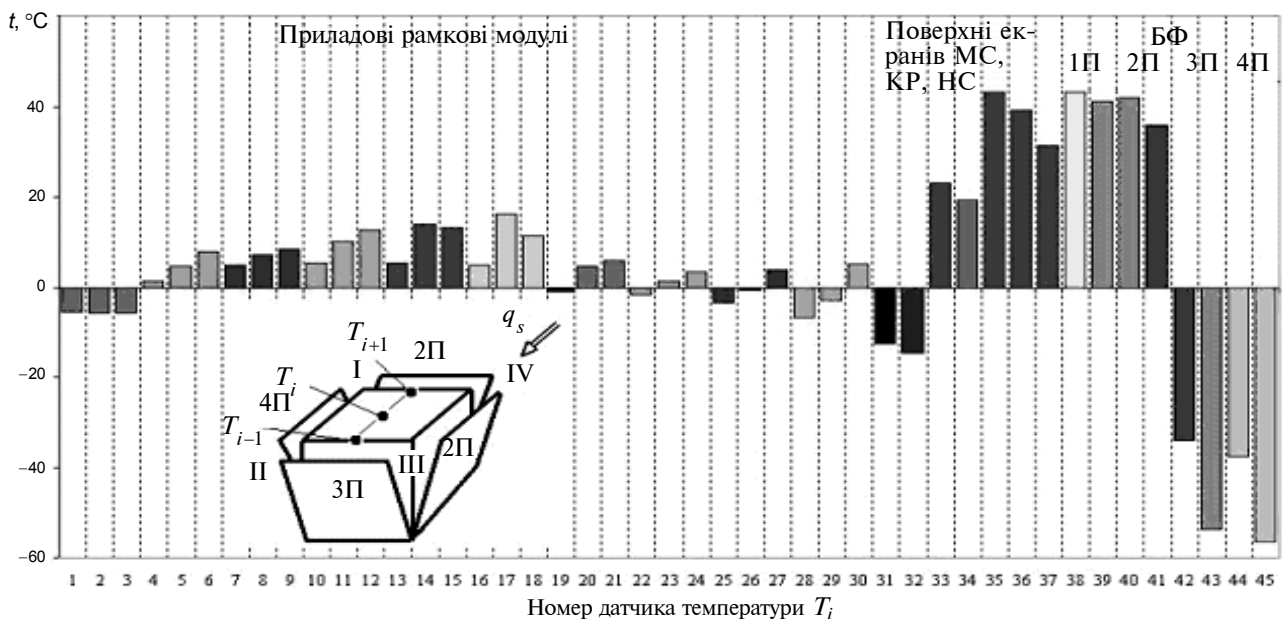 t, °C
60
40
20
0
–20
–40
–60
Приладові рамкові модулі
Поверхні ек-
ранів МС,
КР, НС
БФ
1П
2П
3П
4П
q_s
T_{i+1}
2П
I
IV
T_i
4П
T_{i–1}
2П
II
III
3П
1 2 3 4 5 6 7 8 9 10 11 12 13 14 15 16 17 18 19 20 21 22 23 24 25 26 27 28 29 30 31 32 33 34 35 36 37 38 39 40 41 42 43 44 45
Номер датчика температури T_i